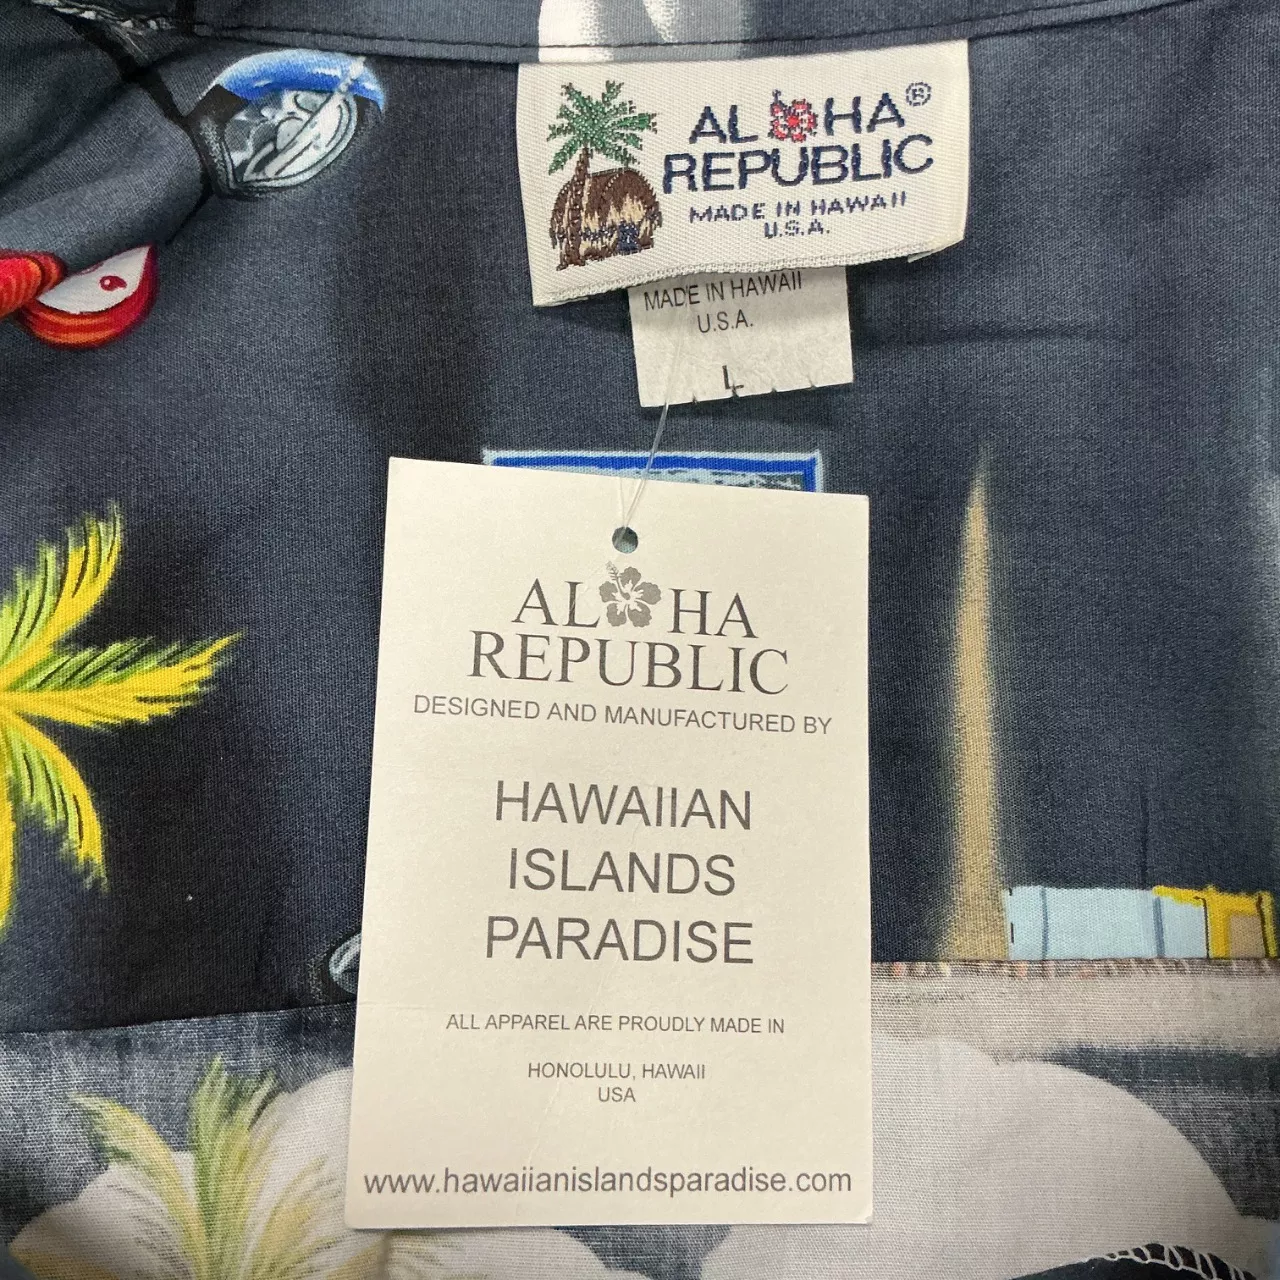 ALOHA®
REPUBLIC
MADE IN HAWAII
U.S.A.
MADE IN HAWAII
U.S.A.
L
ALOHA
REPUBLIC
DESIGNED AND MANUFACTURED BY
HAWAIIAN
ISLANDS
PARADISE
ALL APPAREL ARE PROUDLY MADE IN
HONOLULU, HAWAII
USA
www.hawaiianislandsparadise.com